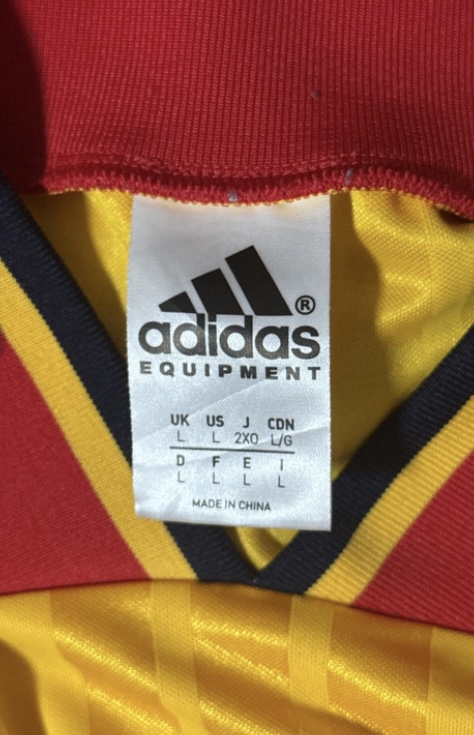 ®
adidas
EQUIPMENT
UK US J CDN
L L 2XO L/G
D F E I
L L L L
MADE IN CHINA